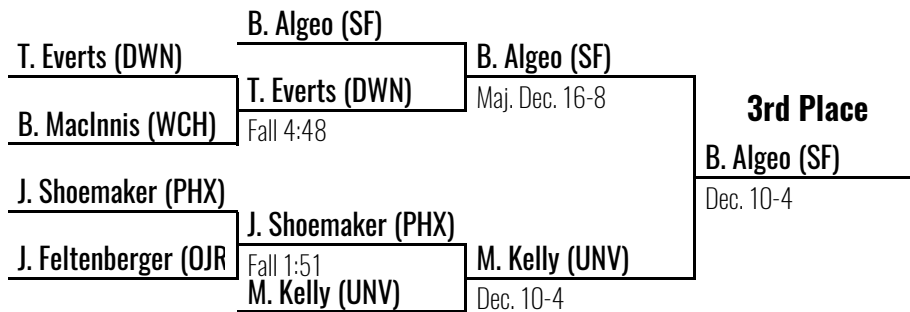 B. Algeo (SF)
T. Everts (DWN)
B. Algeo (SF)
T. Everts (DWN)
Maj. Dec. 16-8
3rd Place
B. MacInnis (WCH)
Fall 4:48
B. Algeo (SF)
J. Shoemaker (PHX)
Dec. 10-4
J. Shoemaker (PHX)
J. Feltenberger (OJR
Fall 1:51
M. Kelly (UNV)
M. Kelly (UNV)
Dec. 10-4